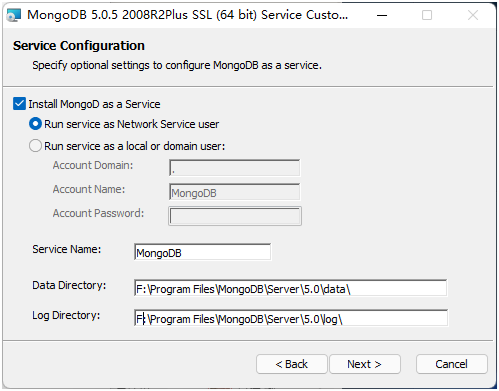 MongoDB 5.0.5 2008R2Plus SSL (64 bit) Service Custo...
Service Configuration
Specify optional settings to configure MongoDB as a service.
Install MongoD as a Service
Run service as Network Service user
Run service as a local or domain user:
Account Domain: .
Account Name: MongoDB
Account Password:
Service Name: MongoDB
Data Directory: F:\Program Files\MongoDB\Server\5.0\data\
Log Directory: F:\Program Files\MongoDB\Server\5.0\log\
< Back Next > Cancel